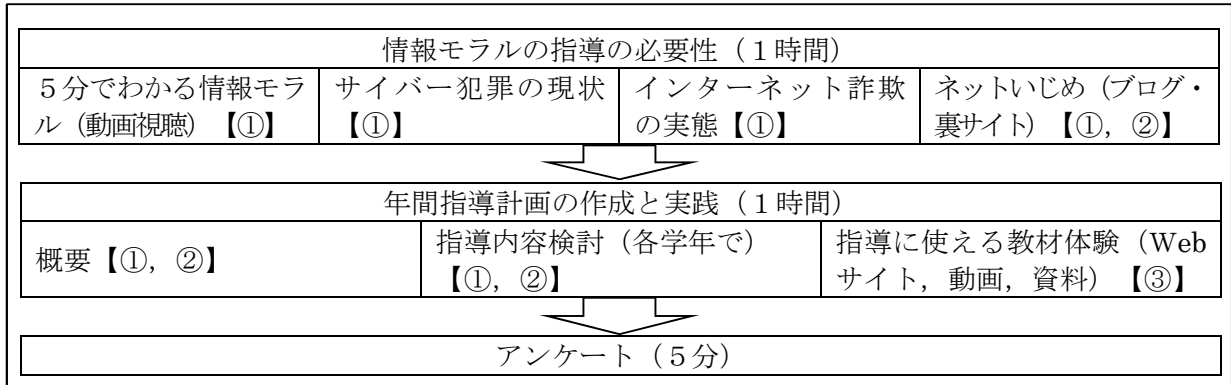 情報モラルの指導の必要性(1時間)
5分でわかる情報モラ
ル(動画視聴)【①】
サイバー犯罪の現状
【①】
インターネット詐欺
の実態【①】
ネットいじめ(ブログ・
裏サイト)【①,②】
年間指導計画の作成と実践(1時間)
概要【①,②】
指導内容検討(各学年で)
【①,②】
指導に使える教材体験(Web
サイト,動画,資料)【③】
アンケート(5分)